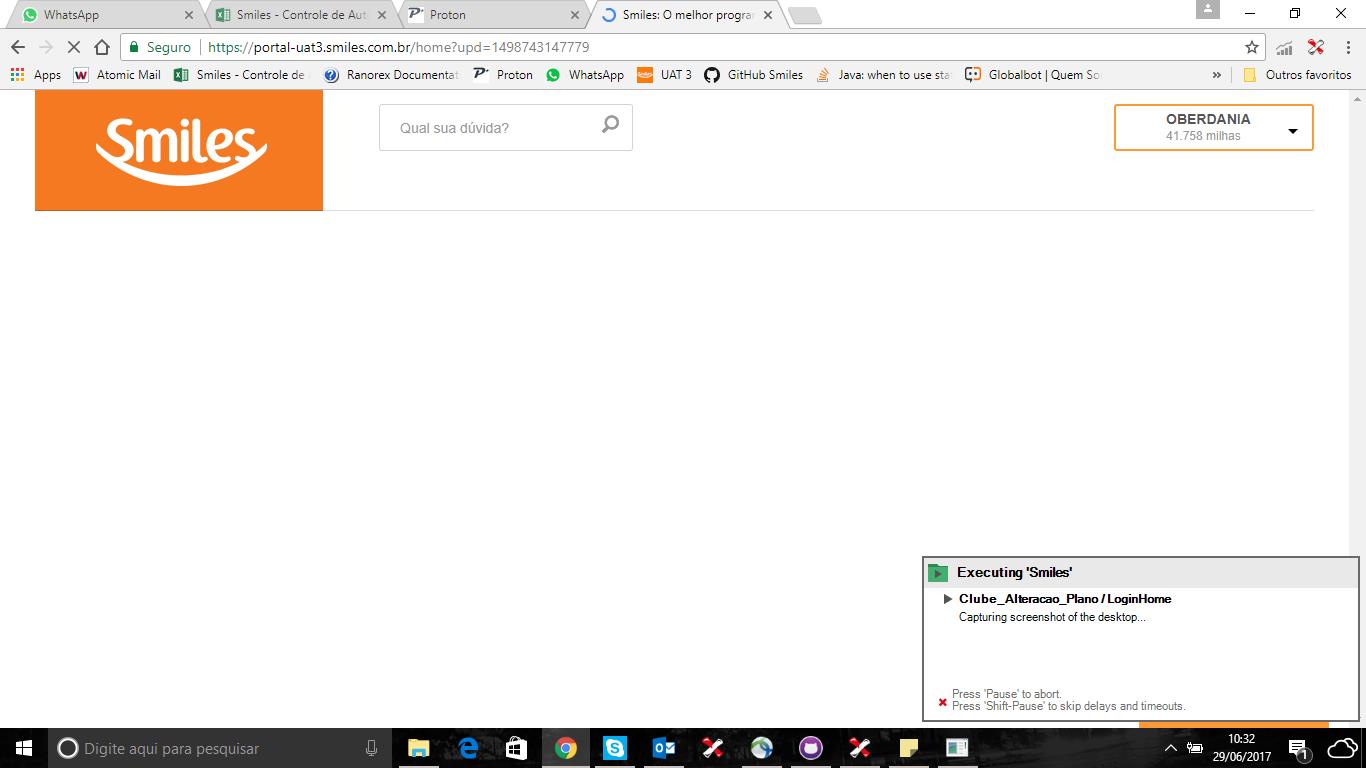 WhatsApp
Smiles - Controle de Aut
Proton
Smiles: O melhor progra
Seguro
https://portal-uat3.smiles.com.br/home?upd=1498743147779
Apps
Atomic Mail
Smiles - Controle de
Ranorex Documentat
Proton
WhatsApp
UAT 3
GitHub Smiles
Java: when to use sta
Globalbot | Quem So
»
Outros favoritos
Smiles
Qual sua dúvida?
OBERDANIA
41.758 milhas
Executing 'Smiles'
Clube_Alteracao_Plano / LoginHome
Capturing screenshot of the desktop...
Press 'Pause' to abort.
Press 'Shift-Pause' to skip delays and timeouts.
Digite aqui para pesquisar
10:32
29/06/2017
1